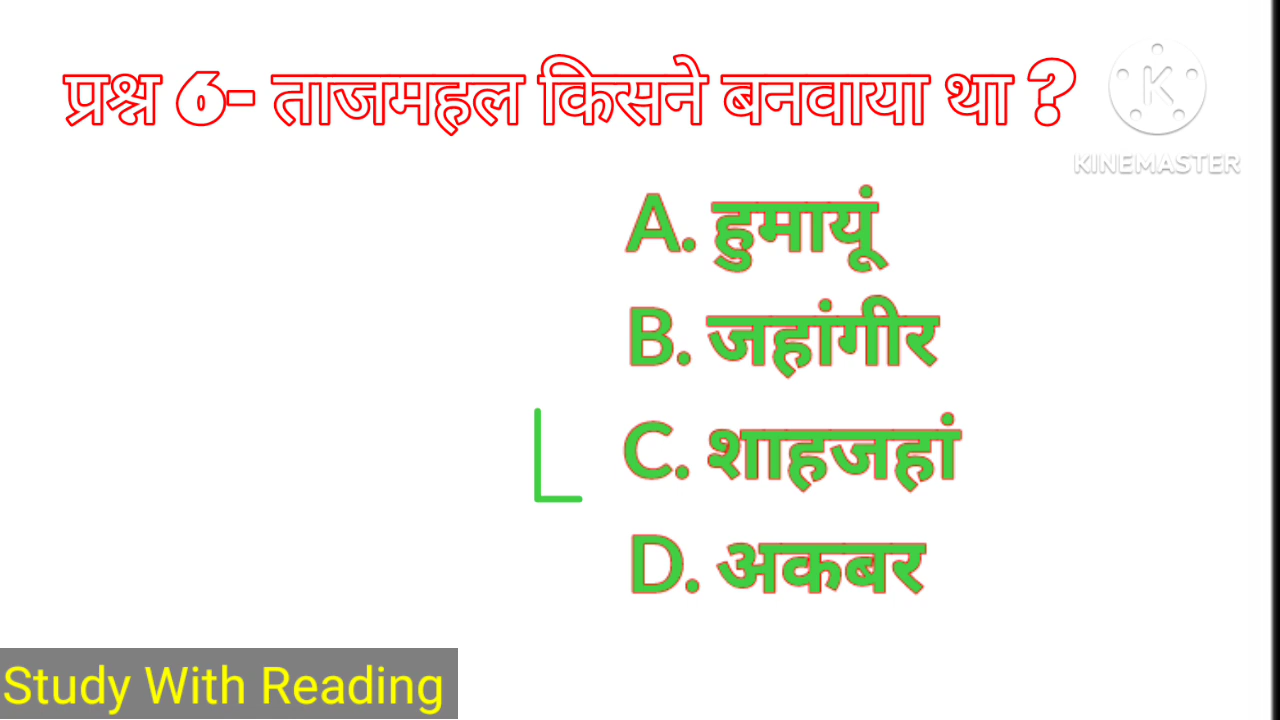 प्रश्न 6- ताजमहल किसने बनवाया था ?
K
KINEMASTER
A. हुमायूं
B. जहांगीर
C. शाहजहां
D. अकबर
Study With Reading